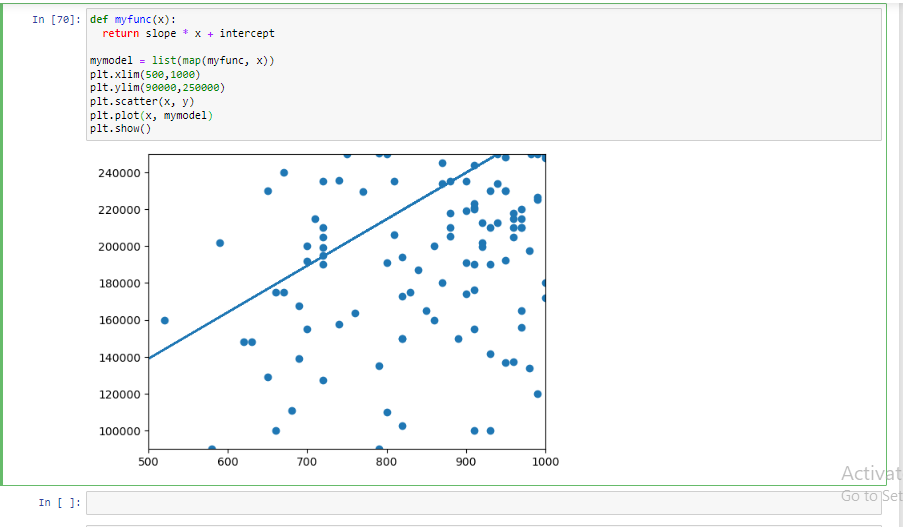 In [70]: def myfunc(x):
return slope * x + intercept
mymodel = list(map(myfunc, x))
plt.xlim(500,1000)
plt.ylim(90000,250000)
plt.scatter(x, y)
plt.plot(x, mymodel)
plt.show()
240000
220000
200000
180000
160000
140000
120000
100000
500 600 700 800 900 1000
Activat
In [ ]:
Go to Set